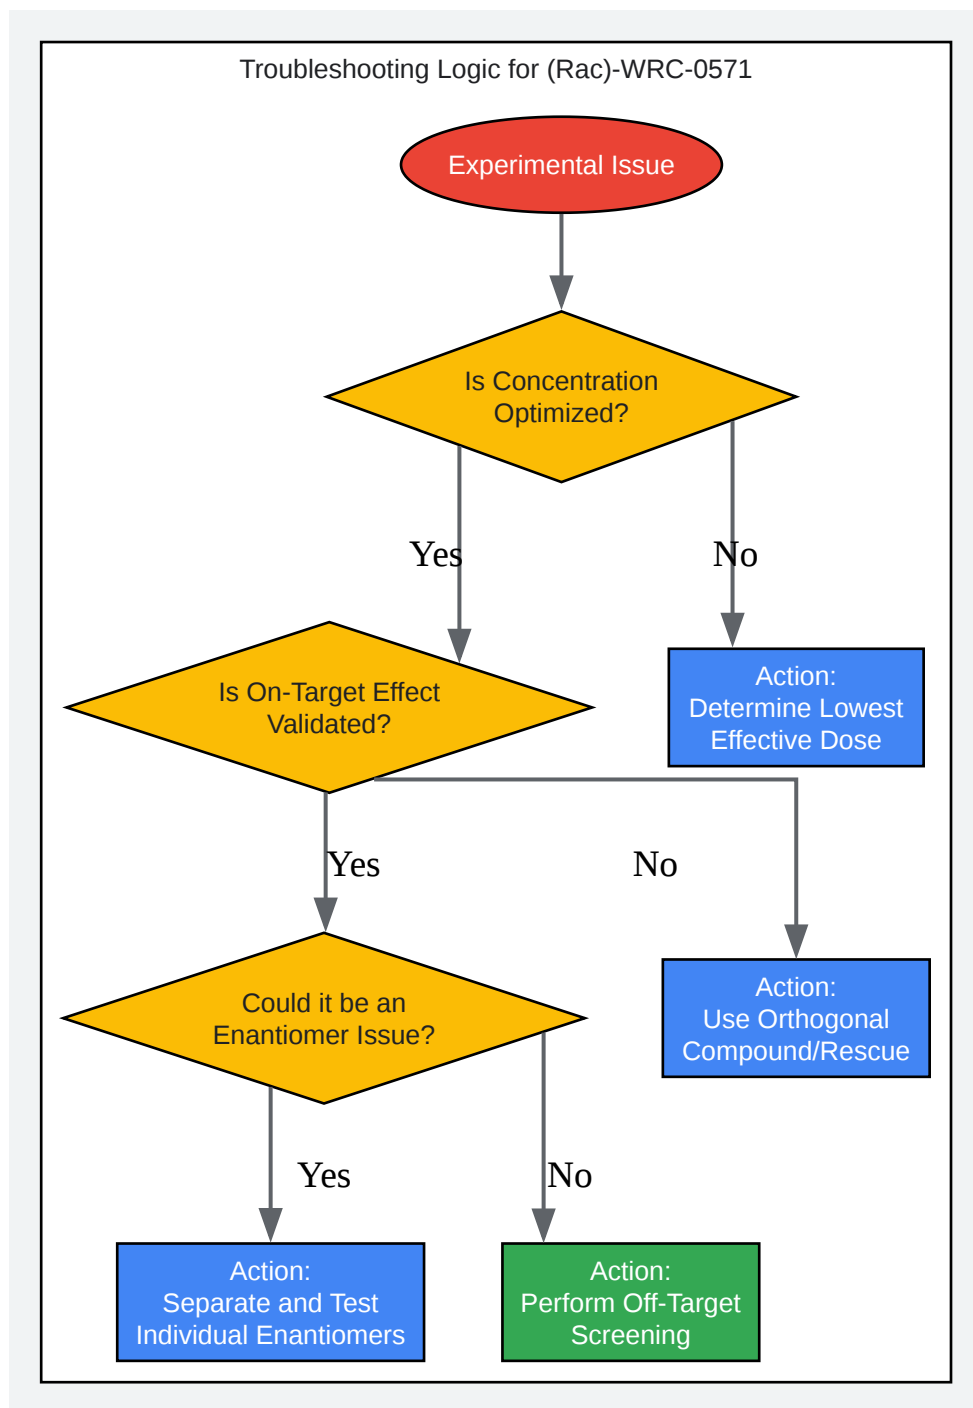 Troubleshooting Logic for (Rac)-WRC-0571
Experimental Issue
Is Concentration
Optimized?
Yes
No
Action:
Determine Lowest
Effective Dose
Is On-Target Effect
Validated?
Yes
No
Action:
Use Orthogonal
Compound/Rescue
Could it be an
Enantiomer Issue?
Yes
No
Action:
Separate and Test
Individual Enantiomers
Action:
Perform Off-Target
Screening